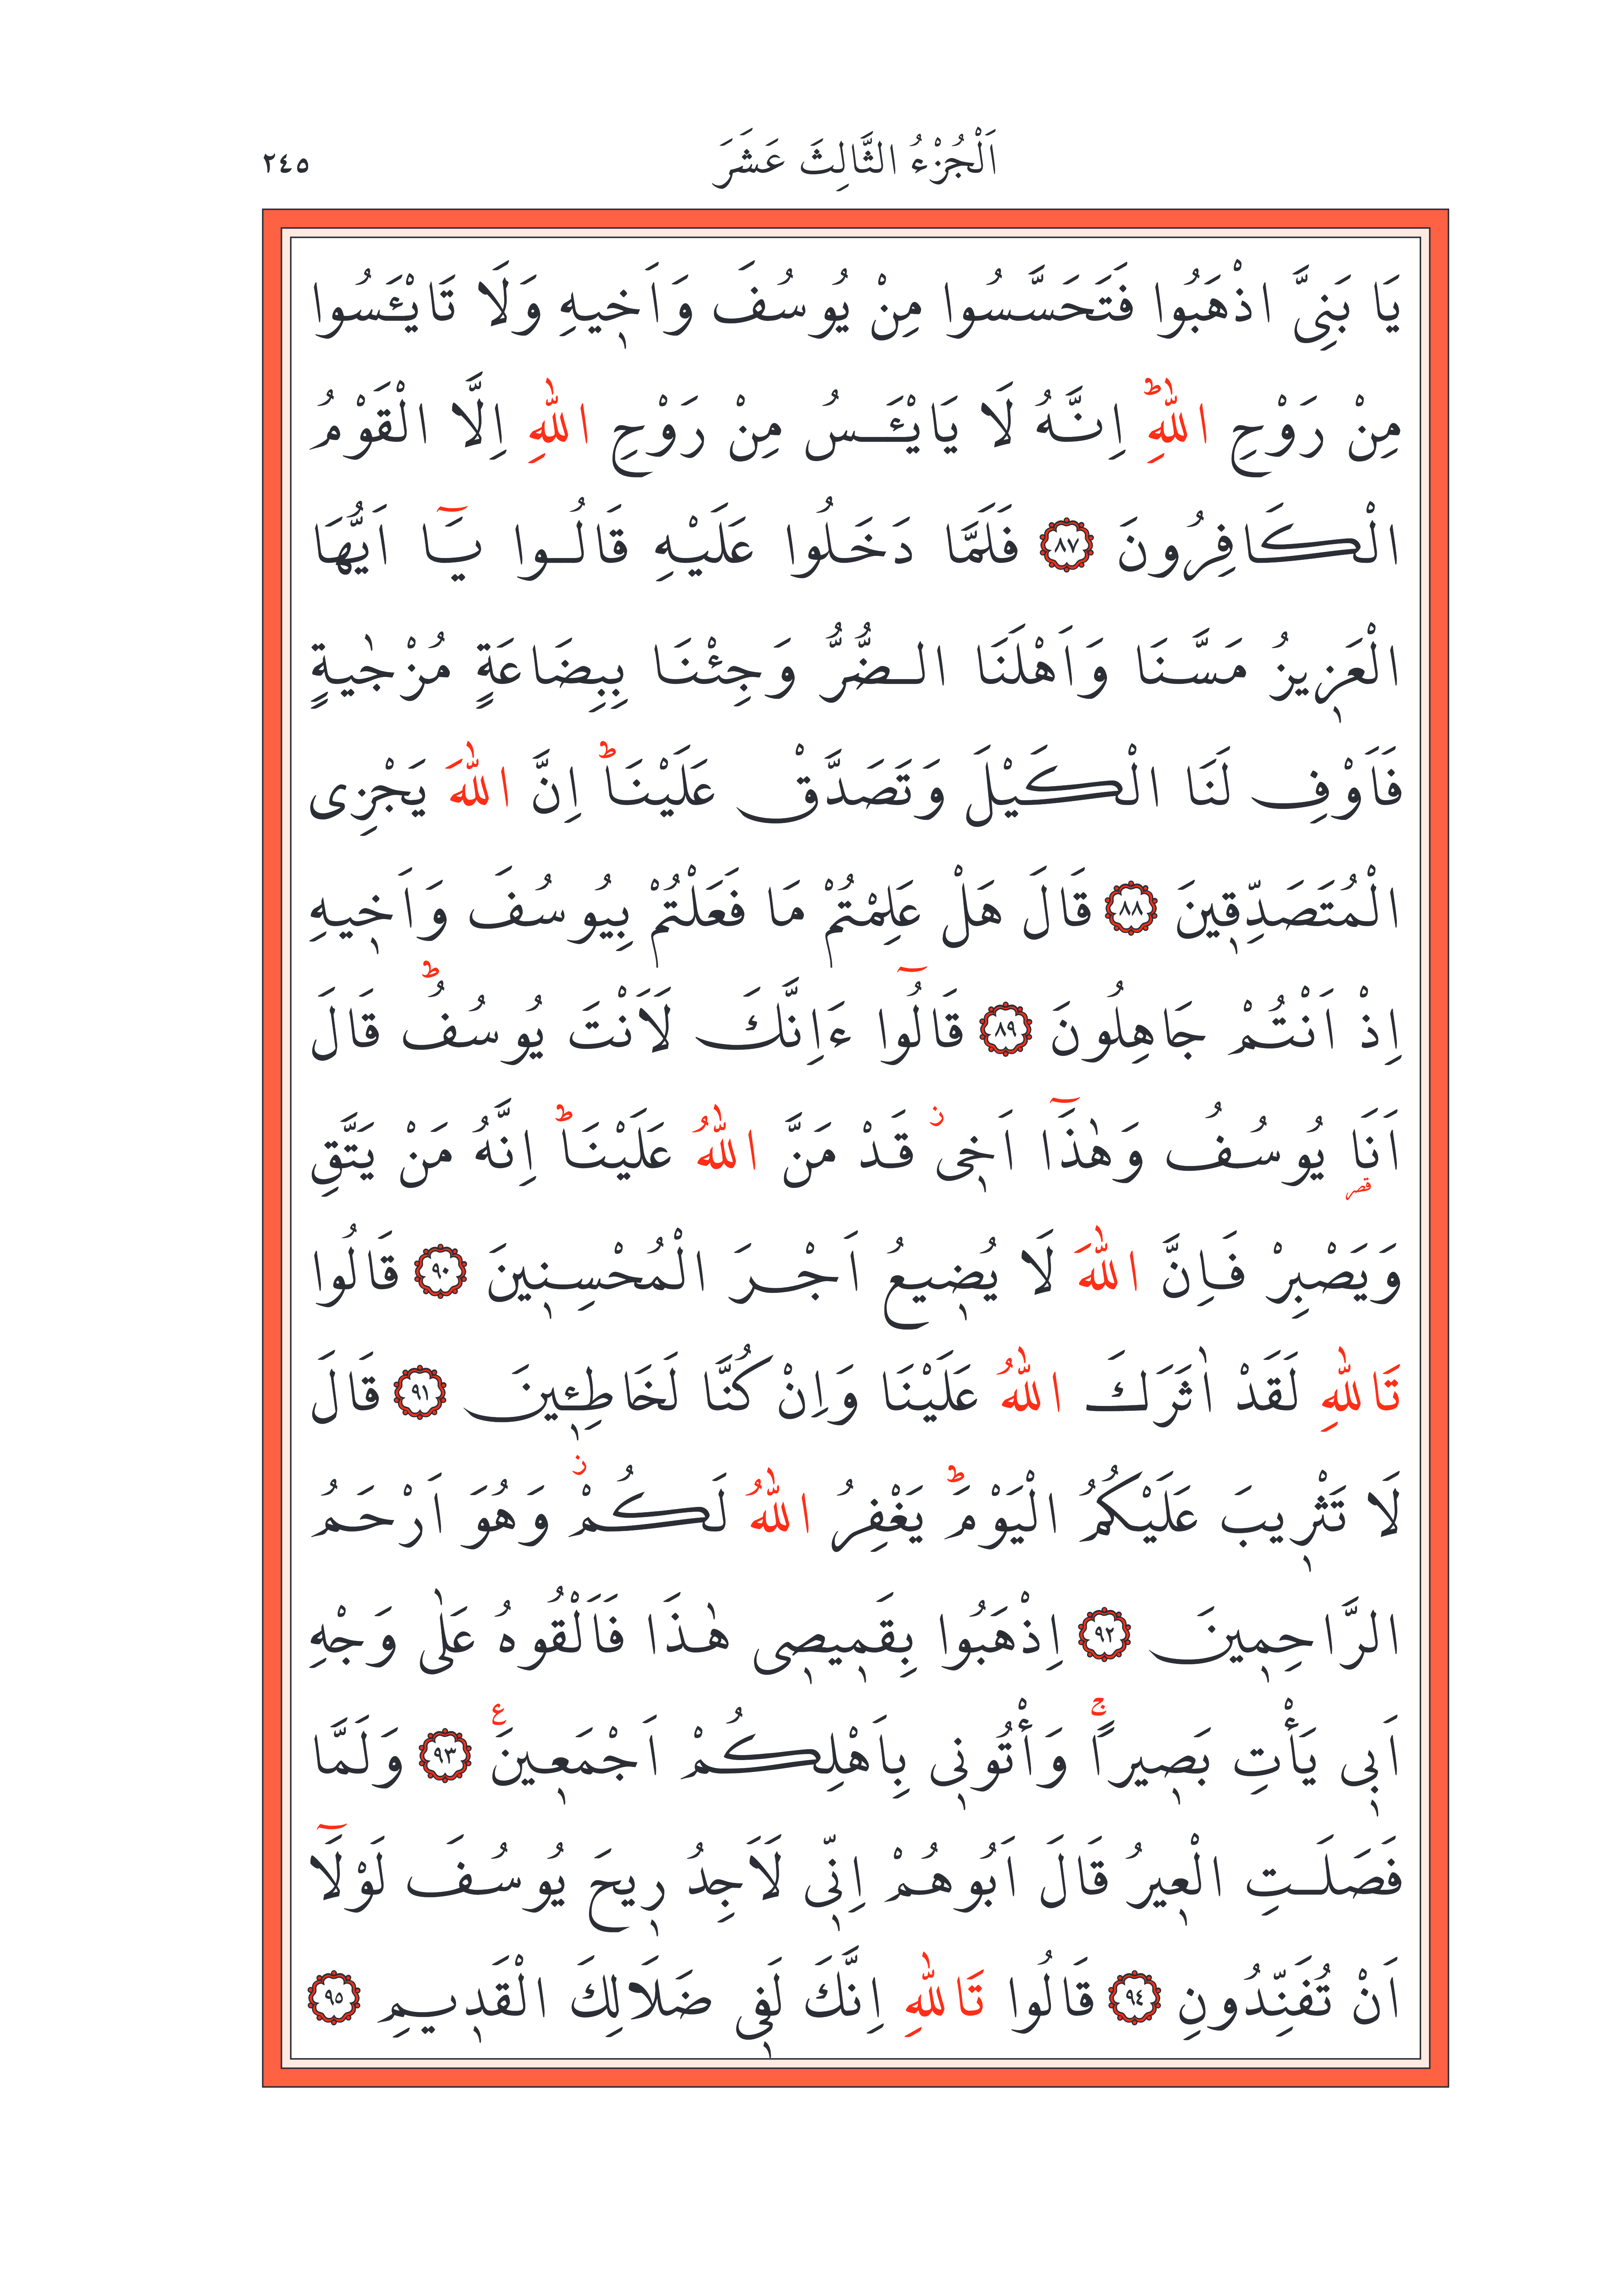 اَلْجُزْءُ الثَّالِثَ عَشَرَ ٢٤٥
يَا بَنِىَّ اذْهَبُوا فَتَحَسَّسُوا مِنْ يُوسُفَ وَاَخٖيهِ وَلَا تَايْـَٔسُوا
مِنْ رَوْحِ اللّٰهِؕ اِنَّهُ لَا يَايْـَٔسُ مِنْ رَوْحِ اللّٰهِ اِلَّا الْقَوْمُ
الْكَافِرُونَ ﴿٨٧﴾ فَلَمَّا دَخَلُوا عَلَيْهِ قَالُوا يَٓا اَيُّهَا
الْعَزٖيزُ مَسَّنَا وَاَهْلَنَا الضُّرُّ وَجِئْنَا بِبِضَاعَةٍ مُزْجٰيةٍ
فَاَوْفِ لَنَا الْكَيْلَ وَتَصَدَّقْ عَلَيْنَاؕ اِنَّ اللّٰهَ يَجْزِى
الْمُتَصَدِّقٖينَ ﴿٨٨﴾ قَالَ هَلْ عَلِمْتُمْ مَا فَعَلْتُمْ بِيُوسُفَ وَاَخٖيهِ
اِذْ اَنْتُمْ جَاهِلُونَ ﴿٨٩﴾ قَالُٓوا ءَاِنَّكَ لَاَنْتَ يُوسُفُؕ قَالَ
اَنَا۬ يُوسُفُ وَهٰذَٓا اَخٖىؗ قَدْ مَنَّ اللّٰهُ عَلَيْنَاؕ اِنَّهُ مَنْ يَتَّقِ
قصر
وَيَصْبِرْ فَاِنَّ اللّٰهَ لَا يُضٖيعُ اَجْرَ الْمُحْسِنٖينَ ﴿٩٠﴾ قَالُوا
تَاللّٰهِ لَقَدْ اٰثَرَكَ اللّٰهُ عَلَيْنَا وَاِنْ كُنَّا لَخَاطِـٖٔينَ ﴿٩١﴾ قَالَ
لَا تَثْرٖيبَ عَلَيْكُمُ الْيَوْمَؕ يَغْفِرُ اللّٰهُ لَكُمْؗ وَهُوَ اَرْحَمُ
الرَّاحِمٖينَ ﴿٩٢﴾ اِذْهَبُوا بِقَمٖيصٖى هٰذَا فَاَلْقُوهُ عَلٰى وَجْهِ
اَبٖى يَأْتِ بَصٖيرًاۚ وَأْتُونٖى بِاَهْلِكُمْ اَجْمَعٖينَࣖ ﴿٩٣﴾ وَلَمَّا
فَصَلَتِ الْعٖيرُ قَالَ اَبُوهُمْ اِنّٖى لَاَجِدُ رٖيحَ يُوسُفَ لَوْلَٓا
اَنْ تُفَنِّدُونِ ﴿٩٤﴾ قَالُوا تَاللّٰهِ اِنَّكَ لَفٖى ضَلَالِكَ الْقَدٖيمِ ﴿٩٥﴾